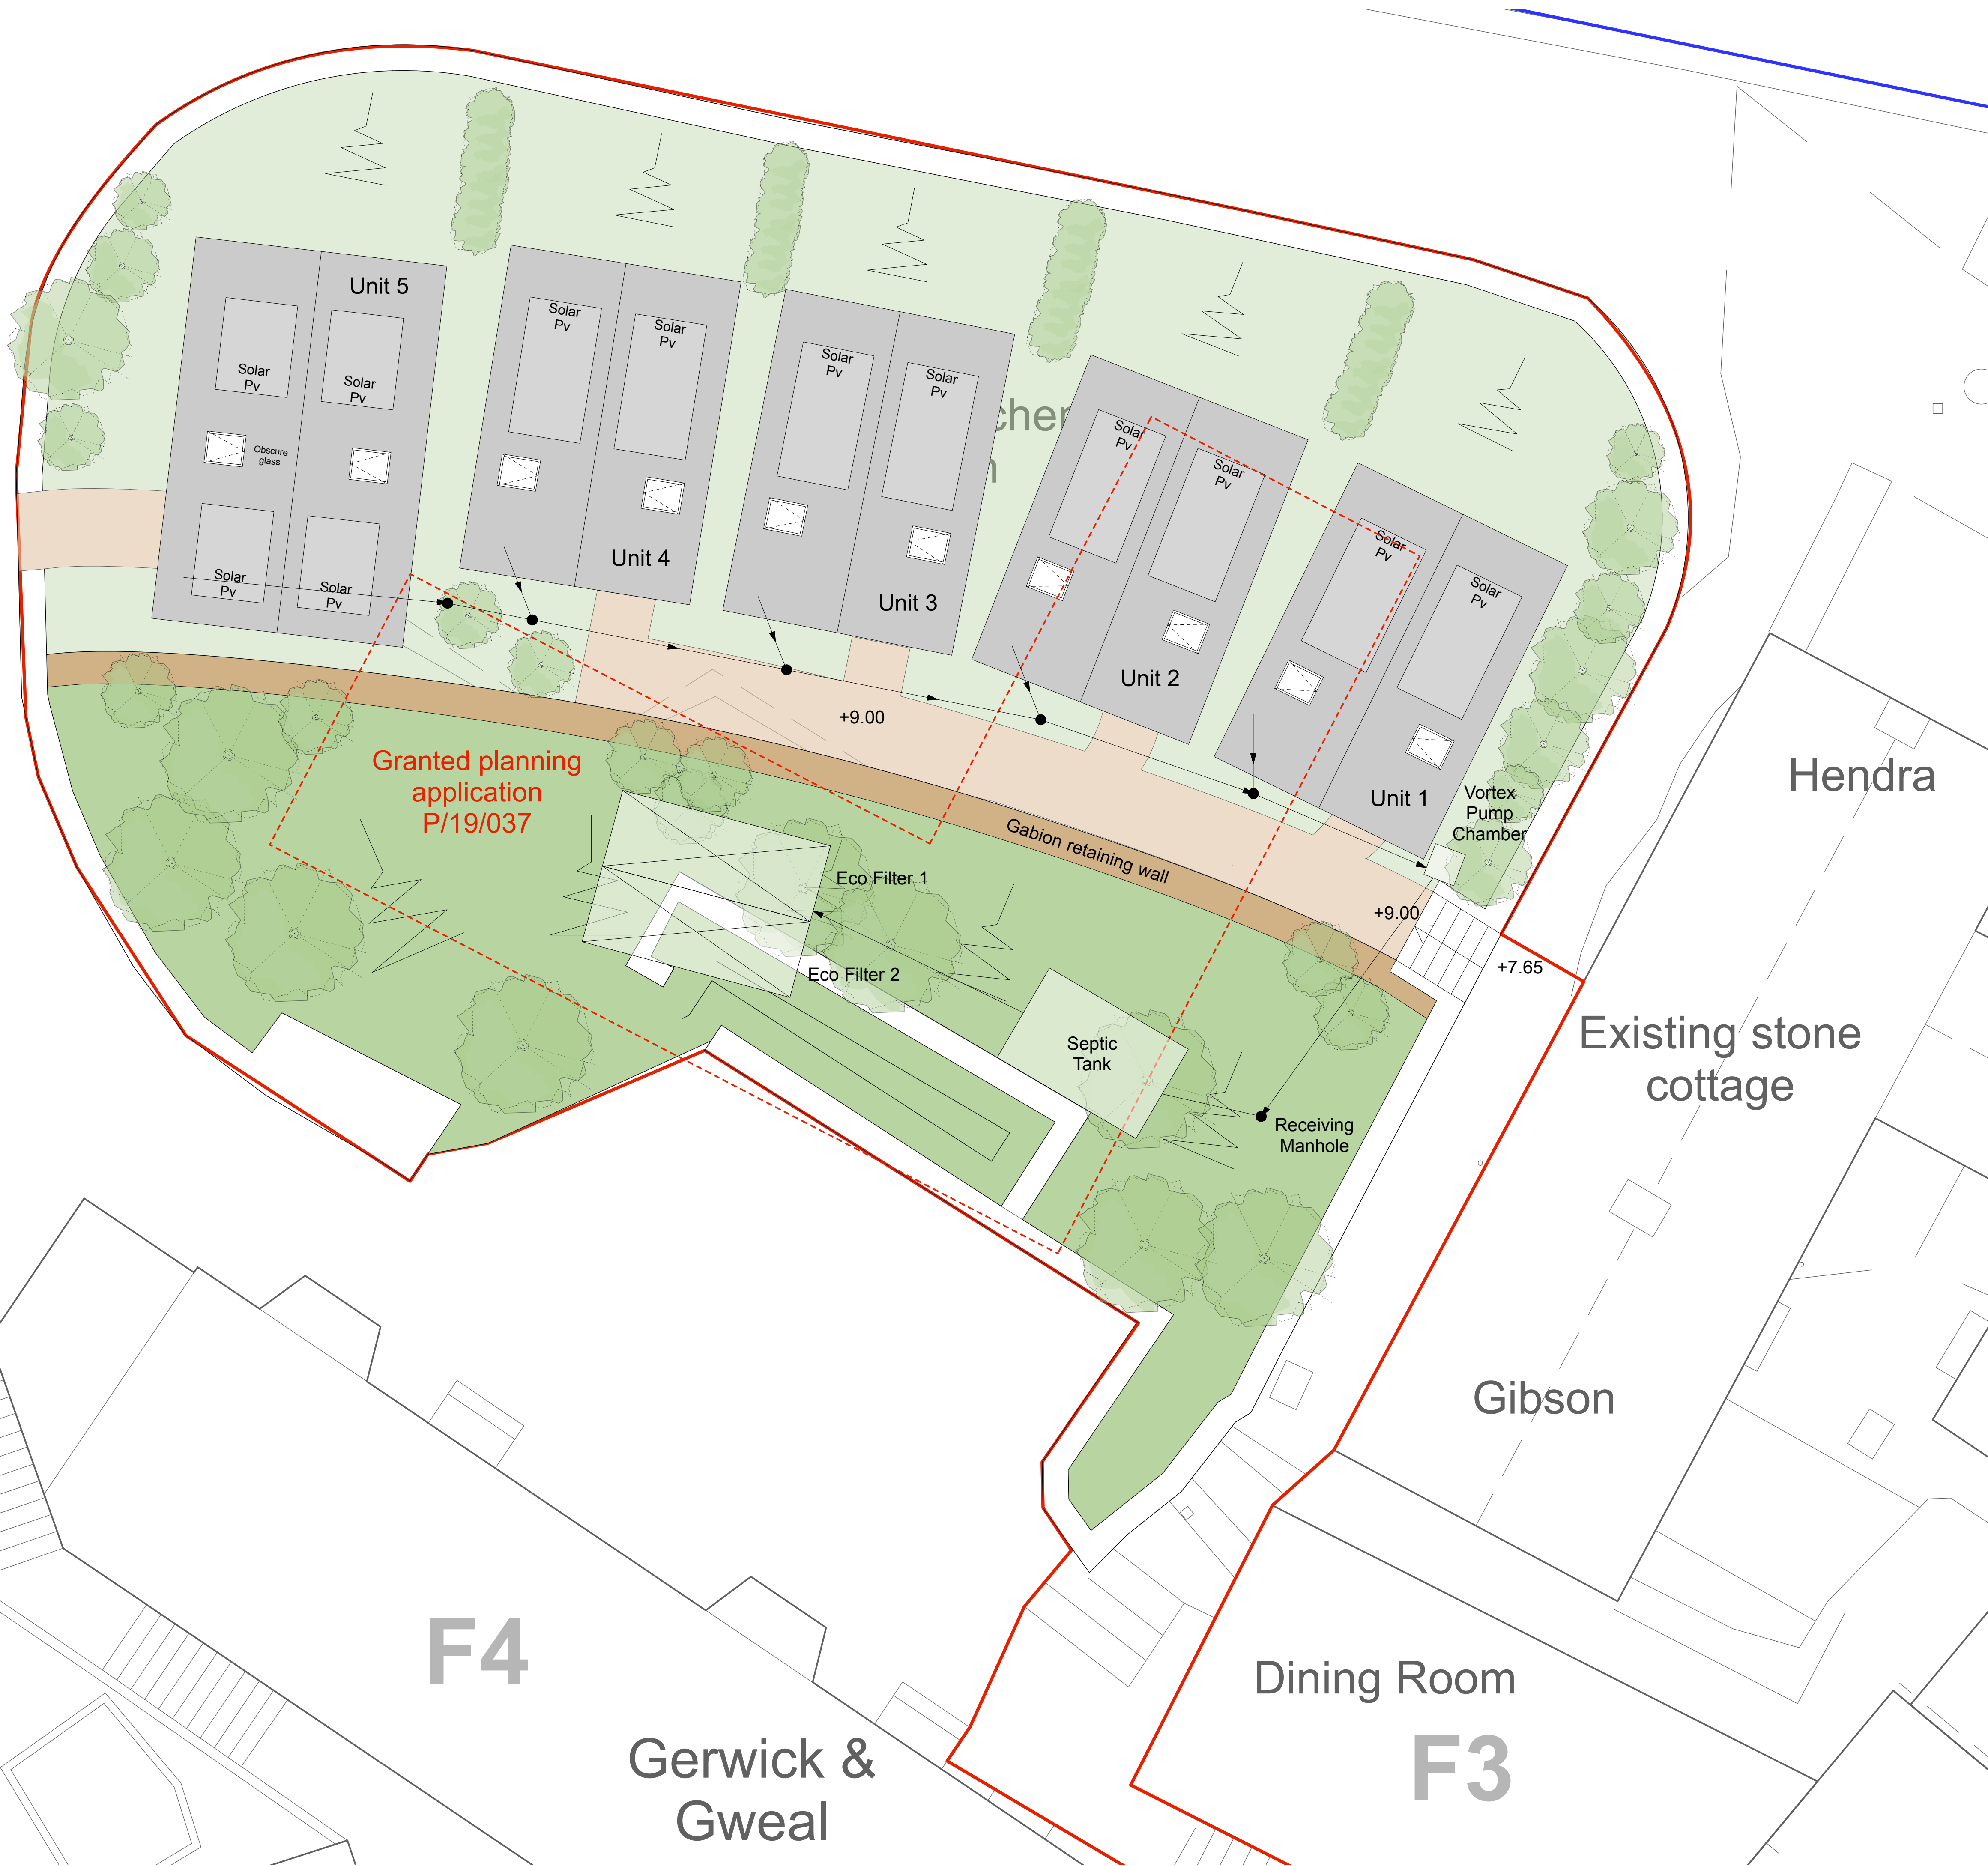 Unit 5
Solar
Pv
Solar
Pv
Obscure
glass
Solar
Pv
Solar
Pv
Solar
Pv
Solar
Pv
Unit 4
Solar
Pv
Solar
Pv
Unit 3
Solar
Pv
Solar
Pv
Unit 2
Solar
Pv
Solar
Pv
Unit 1
Vortex
Pump
Chamber
+9.00
Granted planning
application
P/19/037
Gabion retaining wall
Eco Filter 1
Eco Filter 2
+9.00
+7.65
Septic
Tank
Receiving
Manhole
Hendra
Existing stone
cottage
Gibson
Dining Room
F3
F4
Gerwick &
Gweal